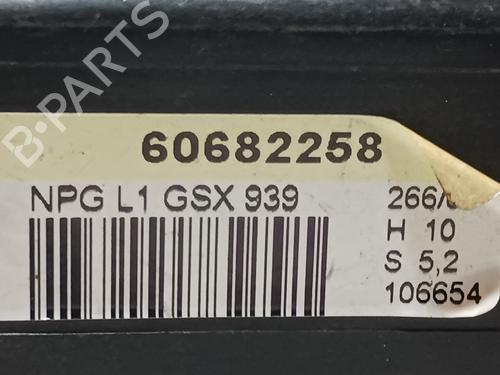 60682258
NPG L1 GSX 939
266/
H 10
S 5,2
106654
B-PARTS